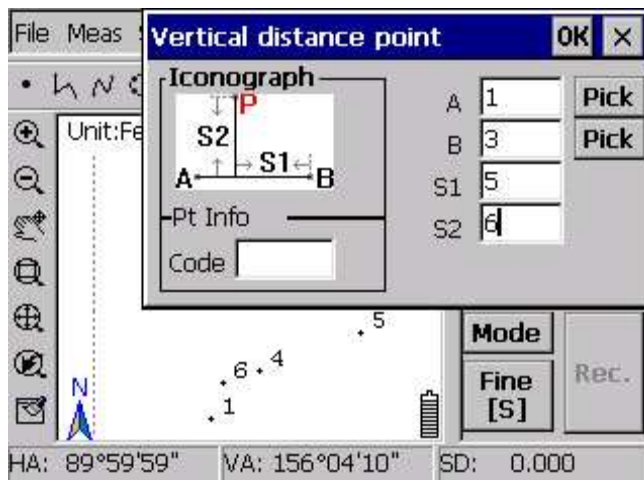 File Meas
Vertical distance point OK ×
Iconograph
P
S2
S1
A B
Pt Info
Code
A 1 Pick
B 3 Pick
S1 5
S2 6
Unit:Fe
5
6 4
1
N
Mode
Fine
[S]
Rec.
HA: 89°59'59" VA: 156°04'10" SD: 0.000